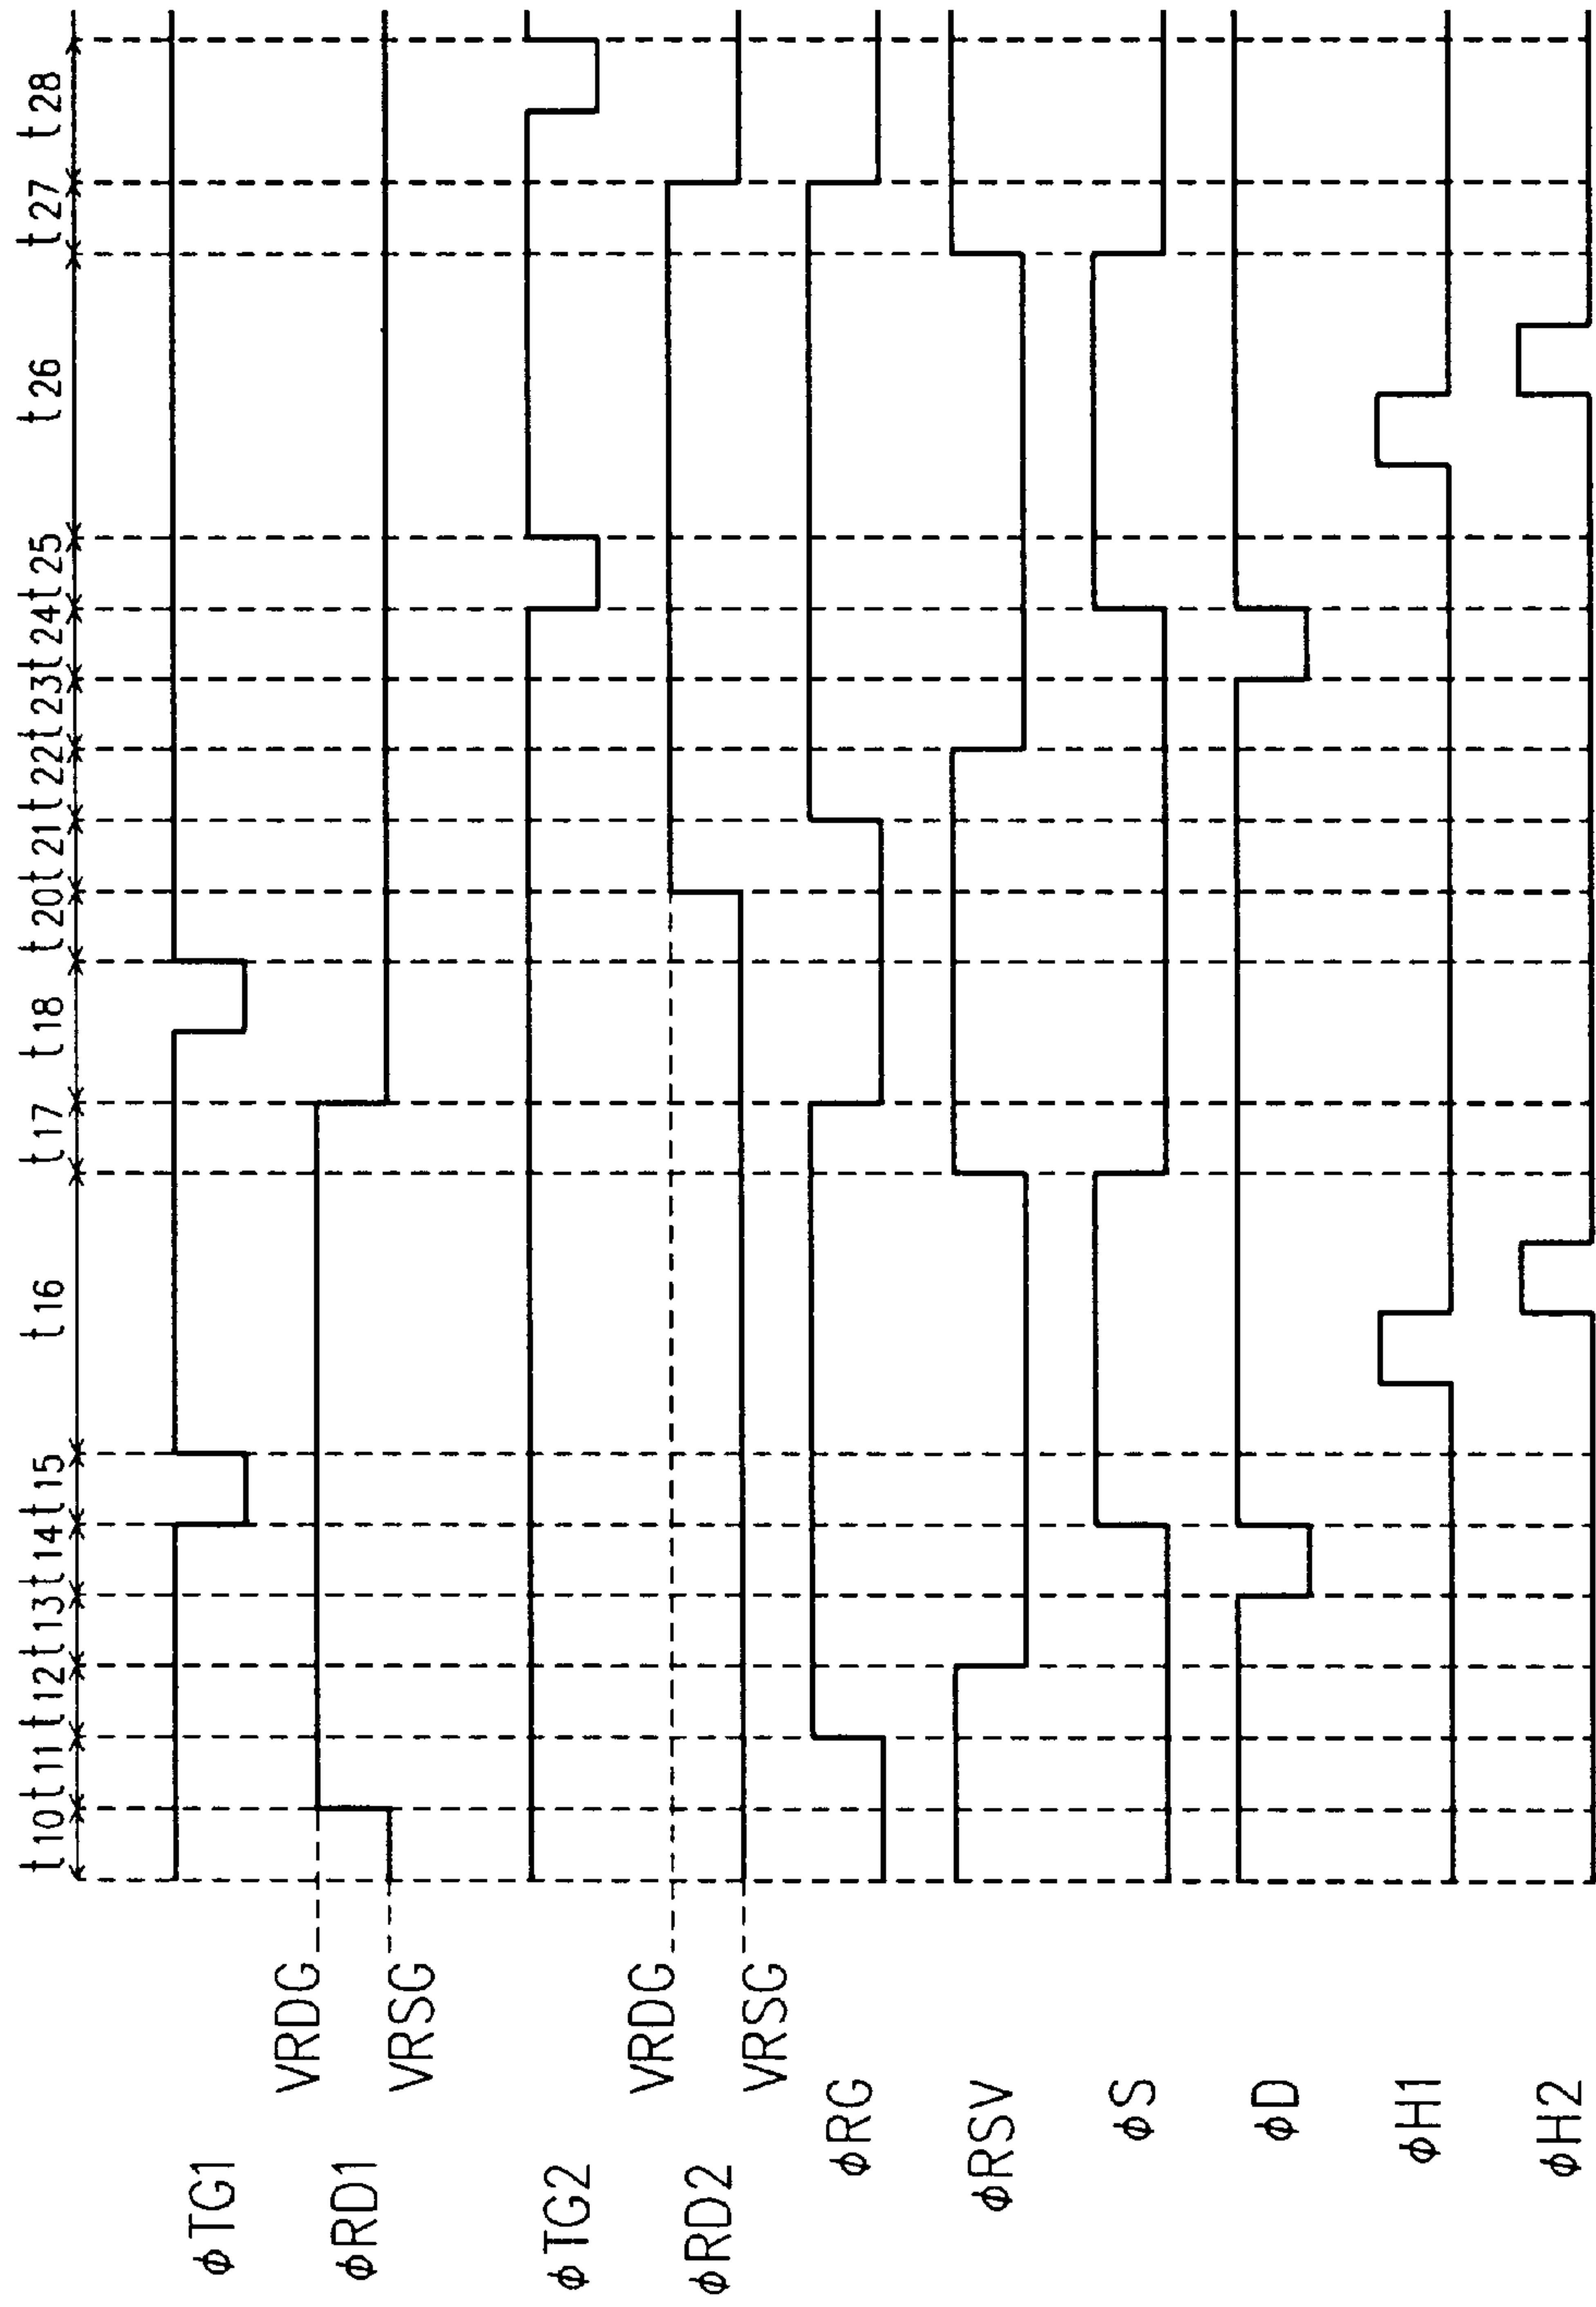 t10 t11 t12 t13 t14 t15 t16 t17 t18 t20 t21 t22 t23 t24 t25 t26 t27 t28
φTG1
VRDG
φRD1
VRSG
φTG2
VRDG
φRD2
VRSG
φRG
φRSV
φS
φD
φH1
φH2